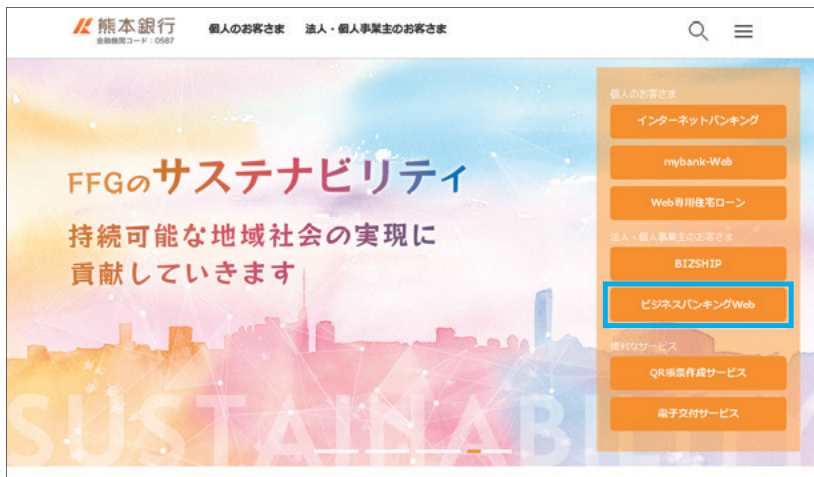 熊本銀行
金融機関コード：0587
個人のお客さま 法人・個人事業主のお客さま
FFGのサステナビリティ
持続可能な地域社会の実現に
貢献していきます
SUSTAINABILITY
個人のお客さま
インターネットバンキング
mybank-Web
Web専用住宅ローン
法人・個人事業主のお客さま
BIZSHIP
ビジネスバンキングWeb
便利なサービス
QR帳票作成サービス
電子交付サービス